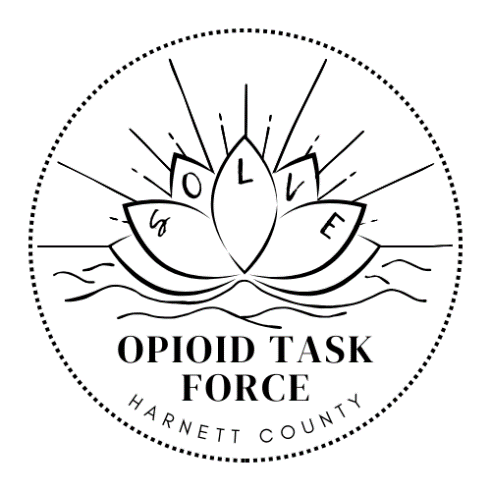 SOLVE
OPIOID TASK
FORCE
HARNETT COUNTY